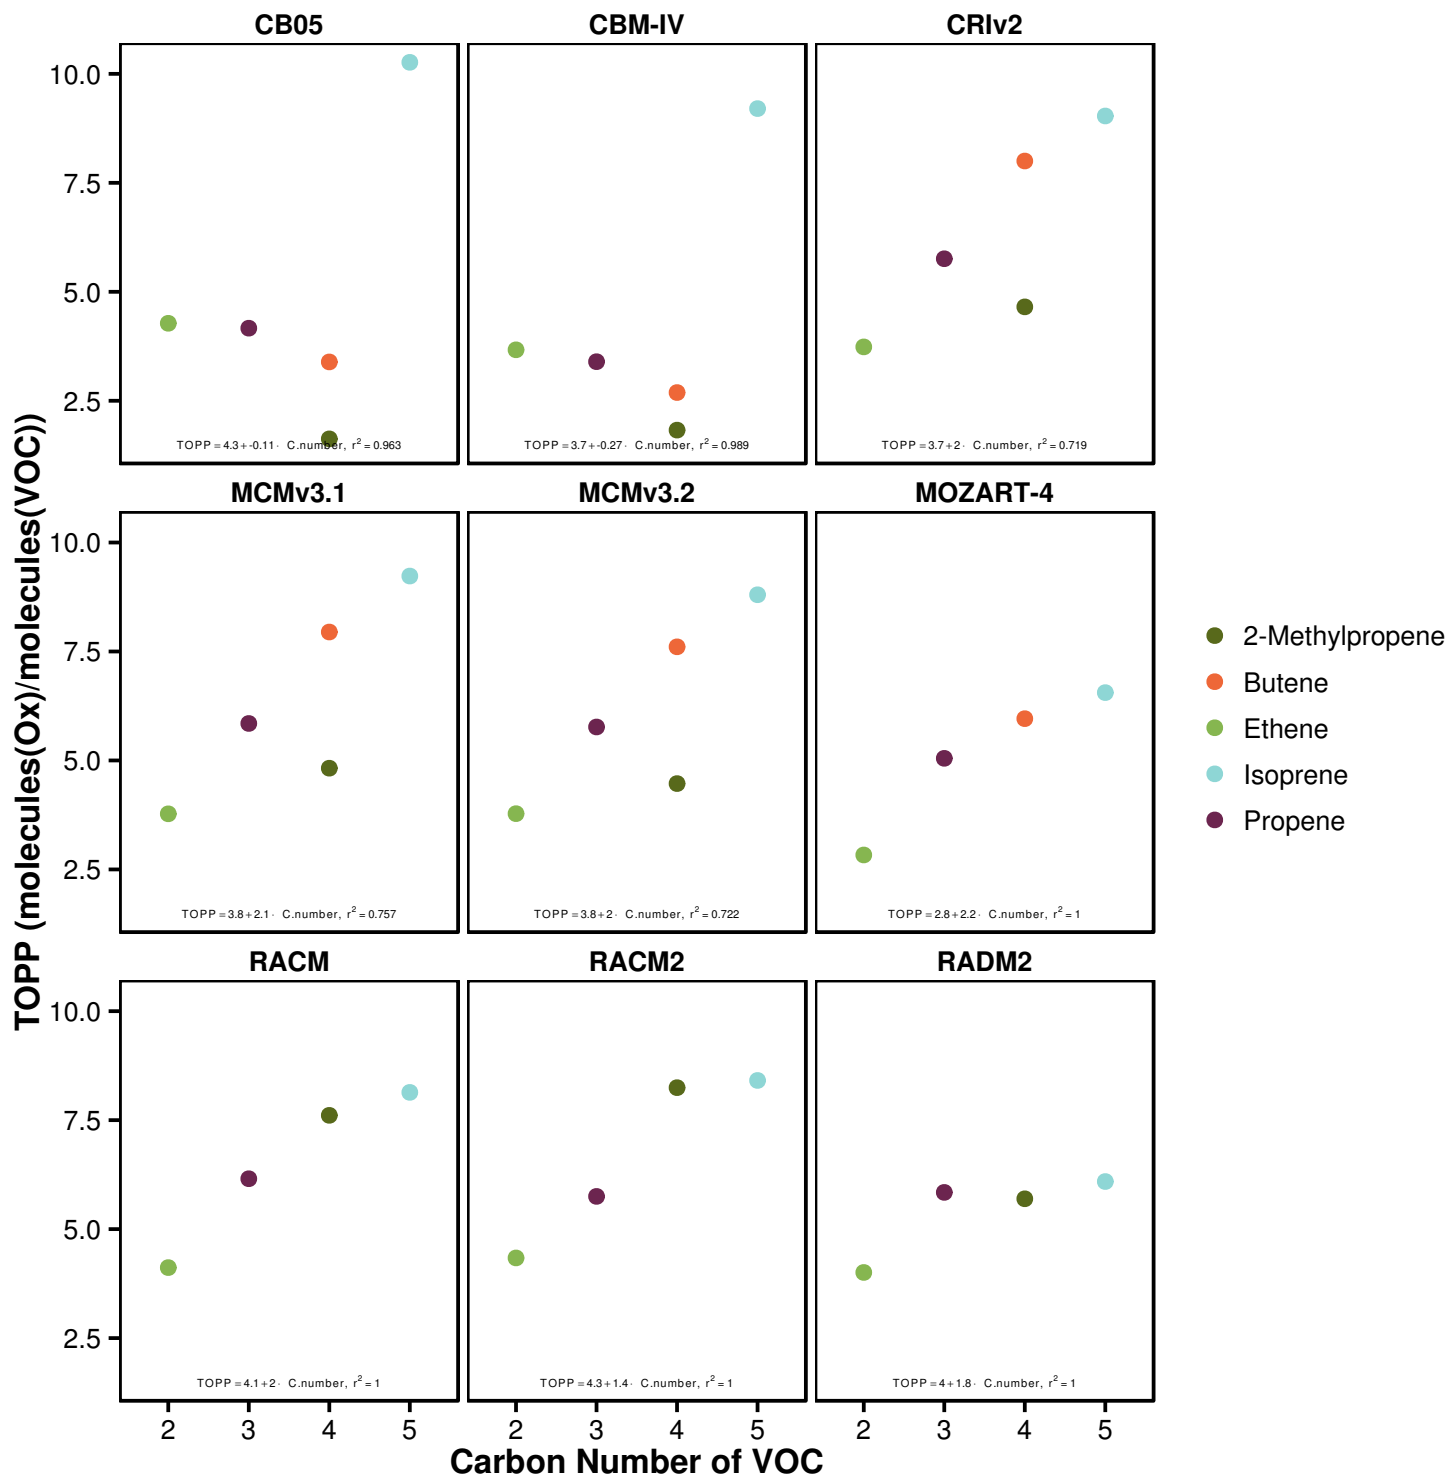 CB05 CBM-IV CRIv2
10.0
7.5
5.0
2.5
TOPP = 4.3 + -0.11 · C.number, r² = 0.963
TOPP = 3.7 + -0.27 · C.number, r² = 0.989
TOPP = 3.7 + 2 · C.number, r² = 0.719
MCMv3.1 MCMv3.2 MOZART-4
10.0
7.5
5.0
2.5
TOPP = 3.8 + 2.1 · C.number, r² = 0.757
TOPP = 3.8 + 2 · C.number, r² = 0.722
TOPP = 2.8 + 2.2 · C.number, r² = 1
RACM RACM2 RADM2
10.0
7.5
5.0
2.5
TOPP = 4.1 + 2 · C.number, r² = 1
TOPP = 4.3 + 1.4 · C.number, r² = 1
TOPP = 4 + 1.8 · C.number, r² = 1
2 3 4 5 2 3 4 5 2 3 4 5
Carbon Number of VOC
TOPP (molecules(Ox)/molecules(VOC))
2-Methylpropene
Butene
Ethene
Isoprene
Propene